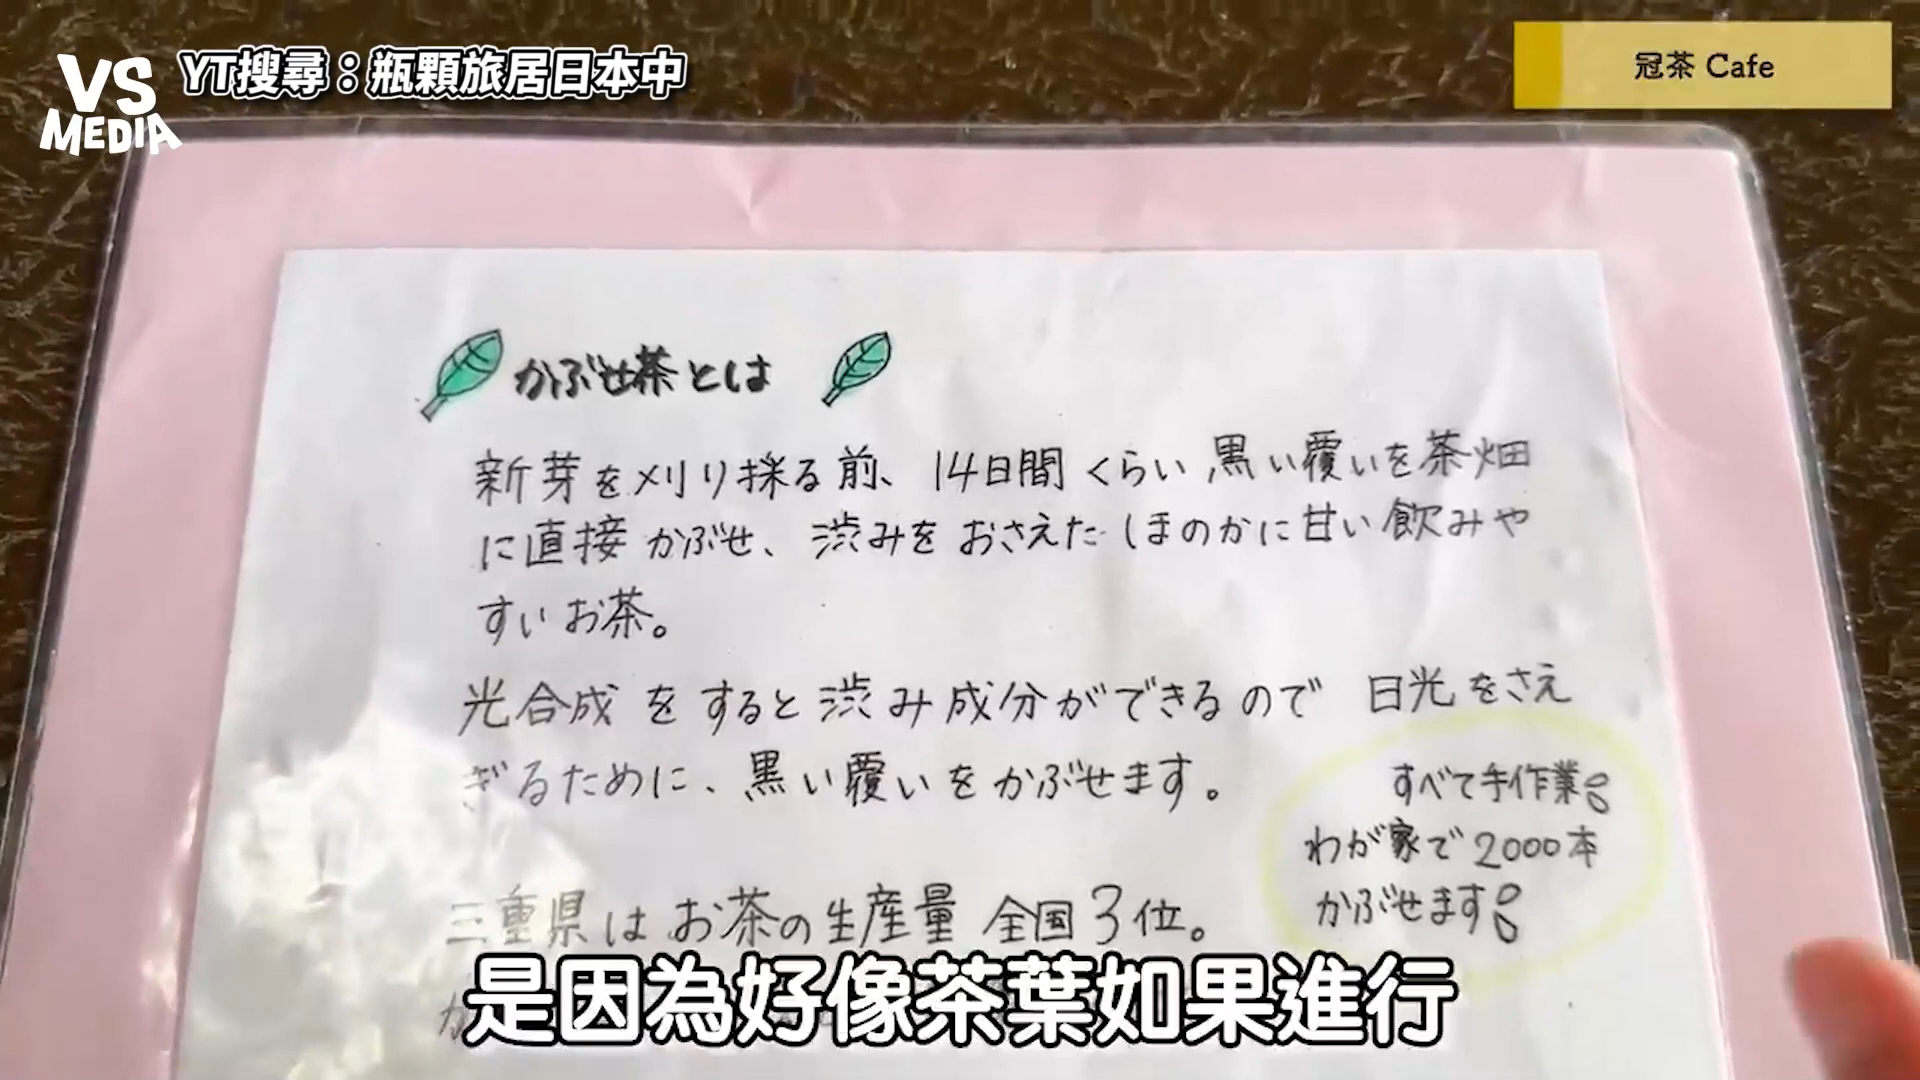 VS
MEDIA
YT搜尋：瓶顆旅居日本中
冠茶 Cafe
かぶせ茶とは
新芽を刈り採る前、14日間くらい黒い覆いを茶畑
に直接かぶせ、渋みをおさえたほのかに甘い飲みや
すいお茶。
光合成をすると渋み成分ができるので日光をさえ
ぎるために、黒い覆いをかぶせます。
すべて手作業!
わが家で2000本
かぶせます!
三重県はお茶の生産量 全国3位。
是因為好像茶葉如果進行